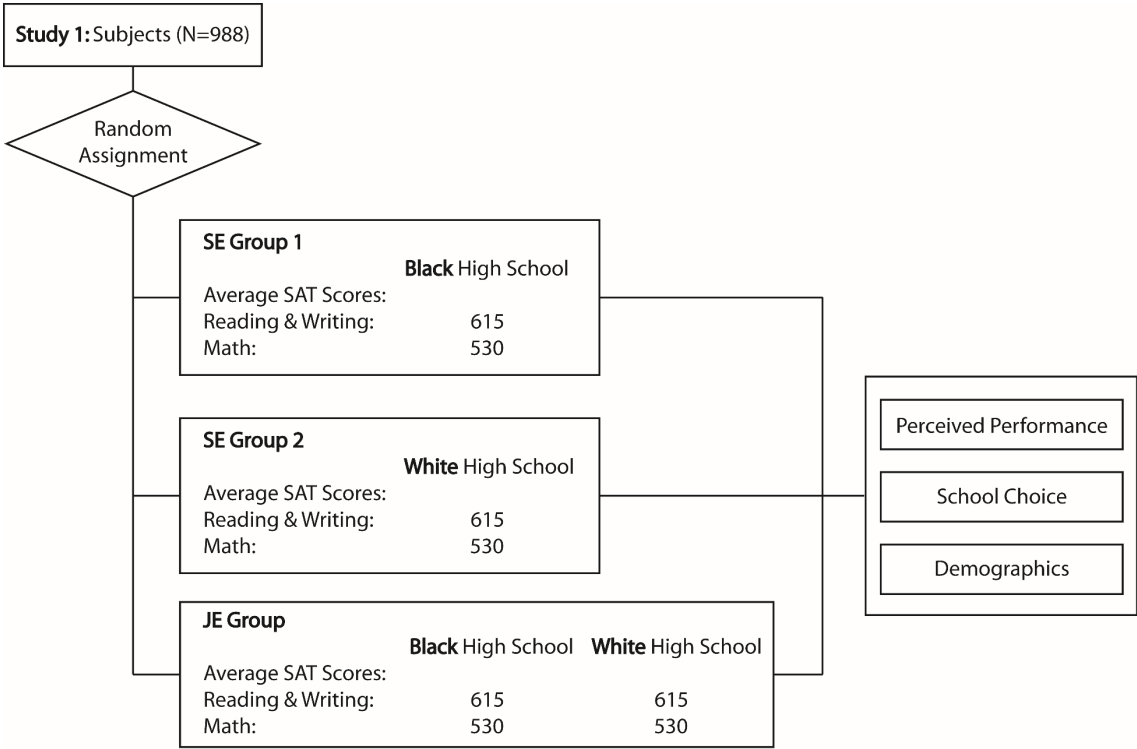 Study 1: Subjects (N=988)
Random
Assignment
SE Group 1
Black High School
Average SAT Scores:
Reading & Writing: 615
Math: 530
SE Group 2
White High School
Average SAT Scores:
Reading & Writing: 615
Math: 530
JE Group
Black High School White High School
Average SAT Scores:
Reading & Writing: 615 615
Math: 530 530
Perceived Performance
School Choice
Demographics